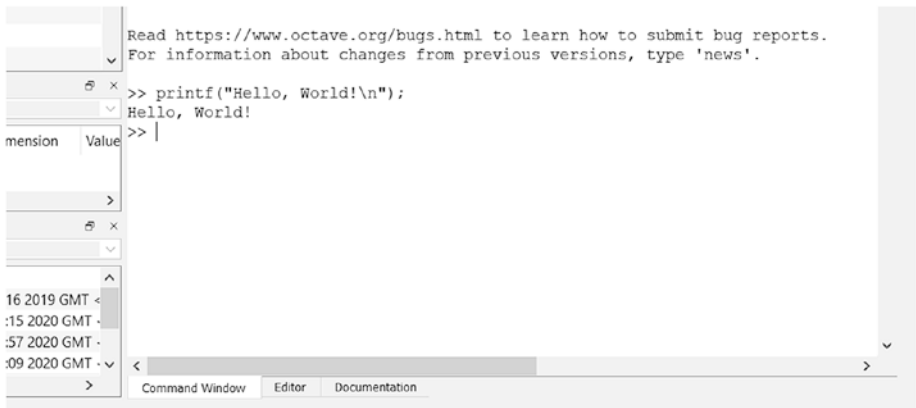 Read https://www.octave.org/bugs.html to learn how to submit bug reports.
For information about changes from previous versions, type 'news'.
>> printf("Hello, World!\n");
Hello, World!
>>
mension Value
16 2019 GMT
:15 2020 GMT
:57 2020 GMT
:09 2020 GMT
Command Window Editor Documentation